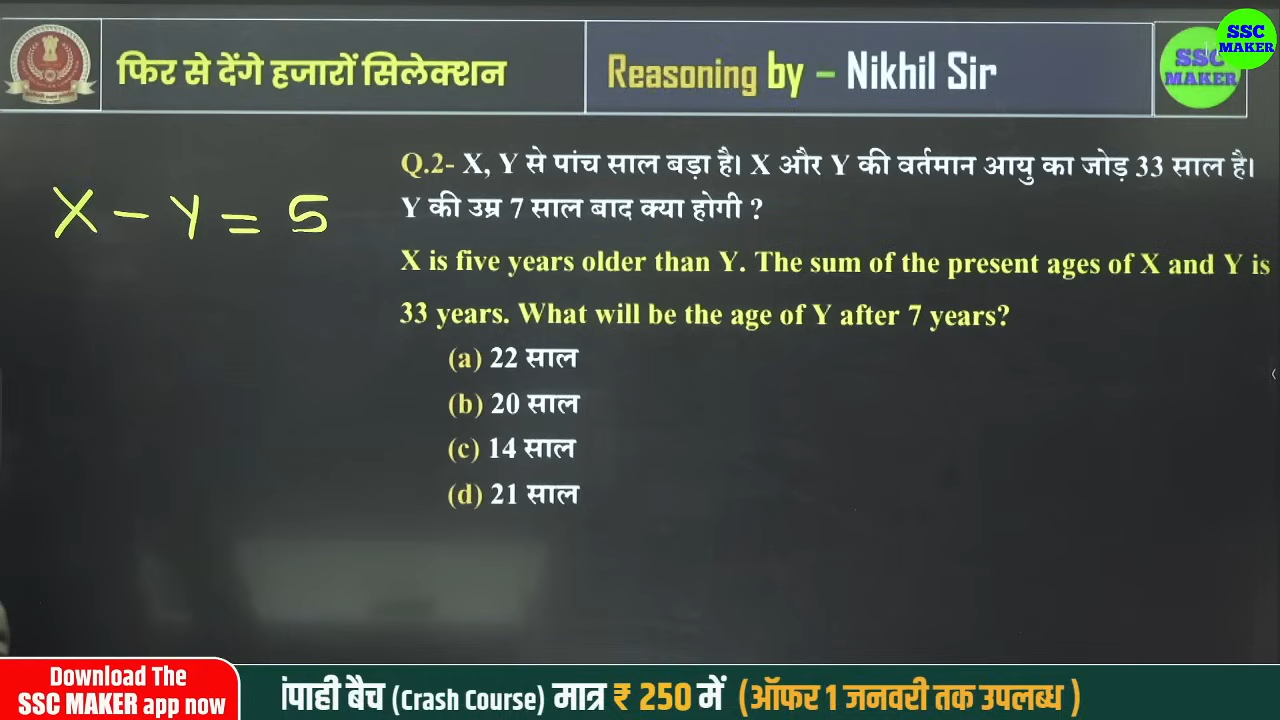 फिर से देंगे हजारों सिलेक्शन
Reasoning by – Nikhil Sir
SSC
MAKER
SSC
MAKER
X - Y = 5
Q.2- X, Y से पांच साल बड़ा है। X और Y की वर्तमान आयु का जोड़ 33 साल है।
Y की उम्र 7 साल बाद क्या होगी ?
X is five years older than Y. The sum of the present ages of X and Y is
33 years. What will be the age of Y after 7 years?
(a) 22 साल
(b) 20 साल
(c) 14 साल
(d) 21 साल
Download The
SSC MAKER app now
िपाही बैच (Crash Course) मात्र ₹ 250 में (ऑफर 1 जनवरी तक उपलब्ध )